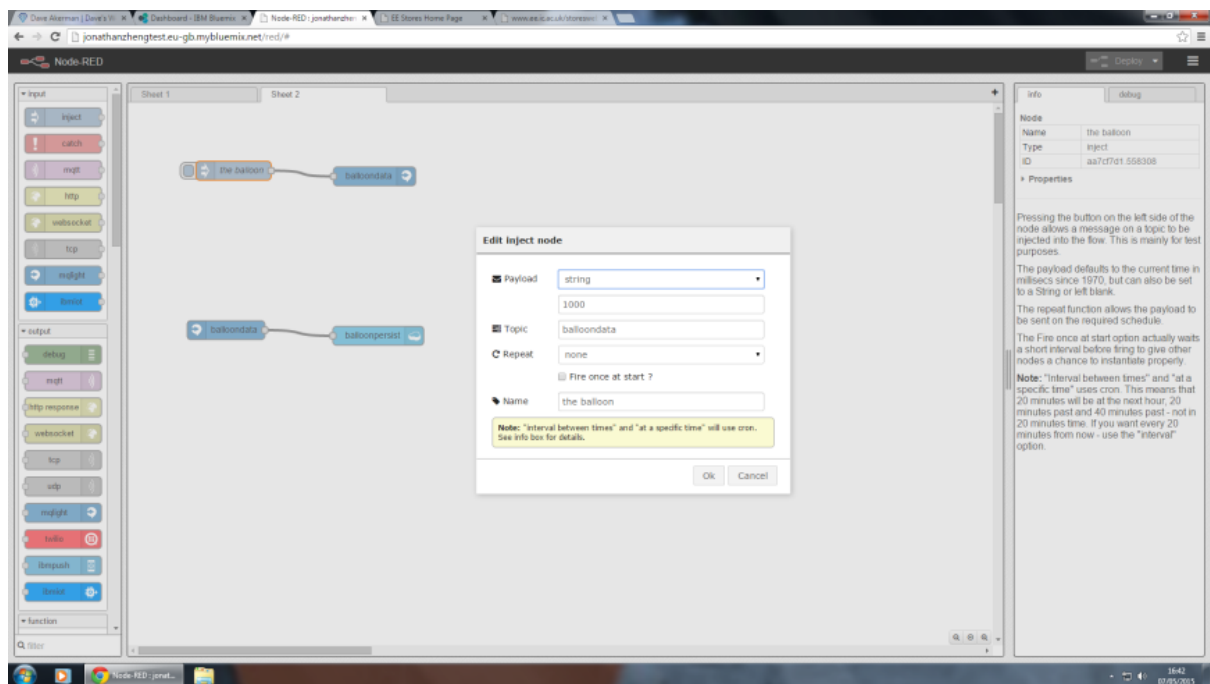 Dave Akerman | Dave's W
Dashboard - IBM Bluemix
Node-RED : jonathanzhen
EE Stores Home Page
www.ee.ic.ac.uk/storesw
jonathanzhengtest.eu-gb.mybluemix.net/red/#
Node-RED
Deploy
input
inject
catch
mqtt
http
websocket
tcp
mqlight
ibmiot
output
debug
mqtt
http response
websocket
tcp
udp
mqlight
twilio
ibmpush
ibmiot
function
filter
Sheet 1
Sheet 2
the balloon
balloondata
balloondata
balloonpersist
Edit inject node
Payload
string
1000
Topic
balloondata
Repeat
none
Fire once at start ?
Name
the balloon
Note: "interval between times" and "at a specific time" will use cron.
See info box for details.
Ok
Cancel
info
debug
Node
Name the balloon
Type inject
ID aa7cf7d1.558308
Properties
Pressing the button on the left side of the
node allows a message on a topic to be
injected into the flow. This is mainly for test
purposes.
The payload defaults to the current time in
millisecs since 1970, but can also be set
to a String or left blank.
The repeat function allows the payload to
be sent on the required schedule.
The Fire once at start option actually waits
a short interval before firing to give other
nodes a chance to instantiate properly.
Note: "Interval between times" and "at a
specific time" uses cron. This means that
20 minutes will be at the next hour, 20
minutes past and 40 minutes past - not in
20 minutes time. If you want every 20
minutes from now - use the "interval"
option.
Node-RED : jonat...
16:42
07/05/2015